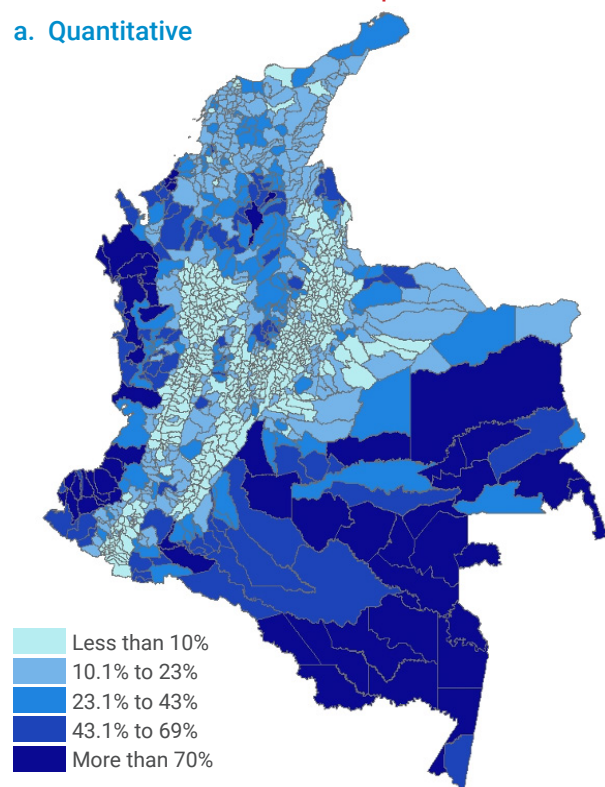 a. Quantitative
Less than 10%
10.1% to 23%
23.1% to 43%
43.1% to 69%
More than 70%